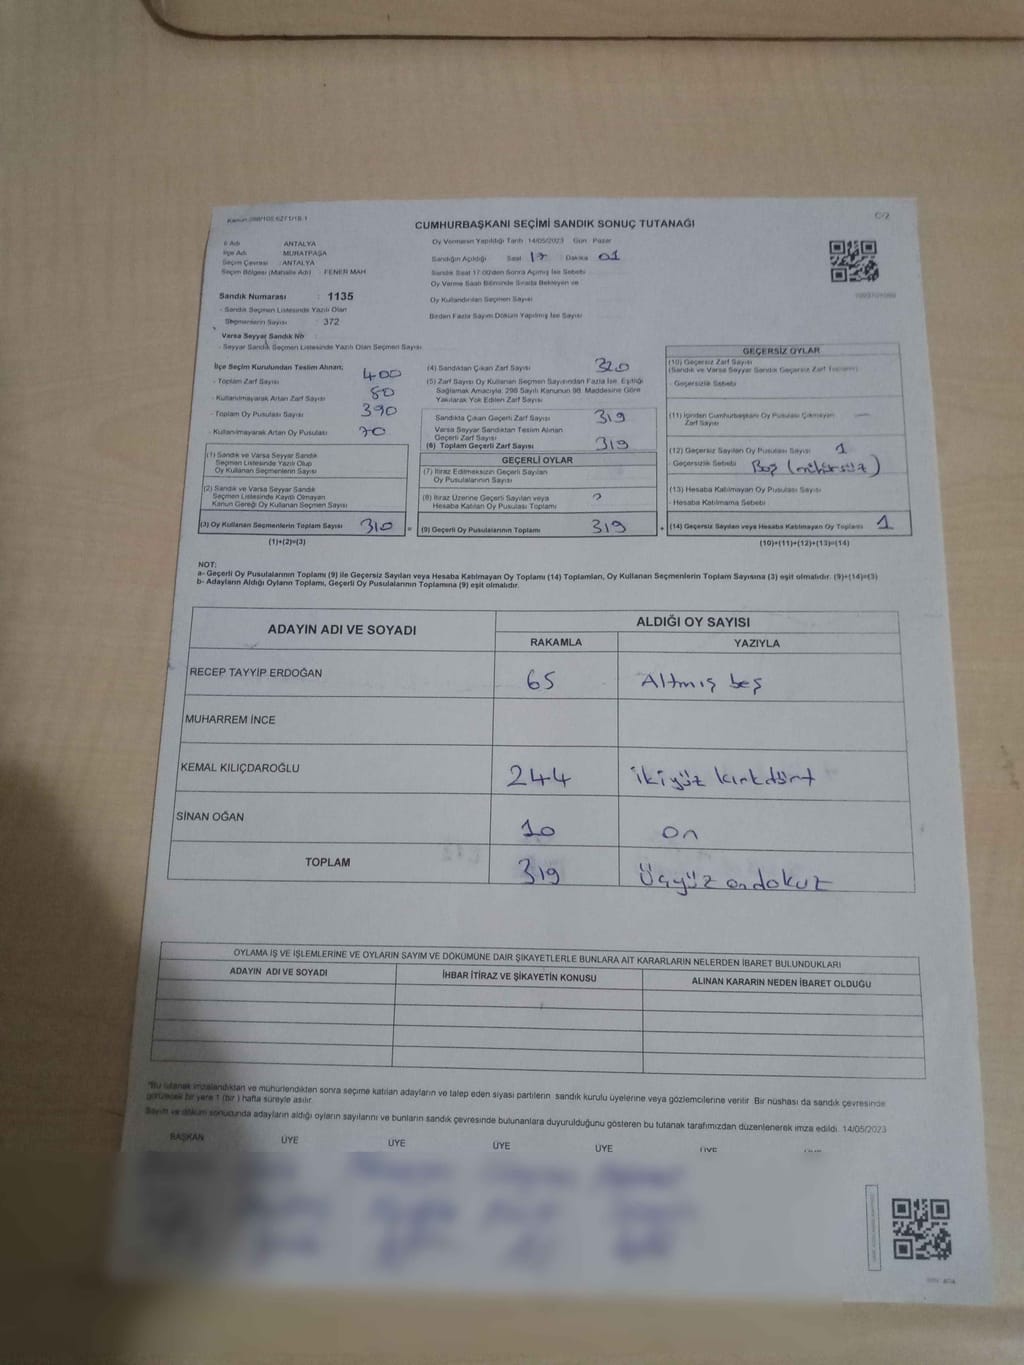 CUMHURBAŞKANI SEÇİMİ SANDIK SONUÇ TUTANAĞI
C/2
İl Adı : ANTALYA
İlçe Adı : MURATPAŞA
Seçim Çevresi : ANTALYA
Seçim Bölgesi (Mahalle Adı) : FENER MAH
Sandık Numarası : 1135
- Sandık Seçmen Listesinde Yazılı Olan
Seçmenlerin Sayısı : 372
Varsa Seyyar Sandık No
- Seyyar Sandık Seçmen Listesinde Yazılı Olan Seçmen Sayısı
Oy Vermenin Yapıldığı Tarih 14/05/2023 Gün Pazar
Sandığın Açıldığı Saat 17 : Dakika 01
Sandık Saat 17.00'den Sonra Açılmış İse Sebebi
Oy Verme Saati Bitiminde Sırada Bekleyen ve
Oy Kullandırılan Seçmen Sayısı
Birden Fazla Sayım Döküm Yapılmış İse Sayısı
İlçe Seçim Kurulundan Teslim Alınan;
- Toplam Zarf Sayısı 400
- Kullanılmayarak Artan Zarf Sayısı 80
- Toplam Oy Pusulası Sayısı 390
- Kullanılmayarak Artan Oy Pusulası 70
(1) Sandık ve Varsa Seyyar Sandık
Seçmen Listesinde Yazılı Olup
Oy Kullanan Seçmenlerin Sayısı
(2) Sandık ve Varsa Seyyar Sandık
Seçmen Listesinde Kayıtlı Olmayan
Kanun Gereği Oy Kullanan Seçmen Sayısı
(3) Oy Kullanan Seçmenlerin Toplam Sayısı 310 =
(1)+(2)=(3)
(4) Sandıktan Çıkan Zarf Sayısı 320
(5) Zarf Sayısı Oy Kullanan Seçmen Sayısından Fazla İse, Eşitliği
Sağlamak Amacıyla, 298 Sayılı Kanunun 98. Maddesine Göre
Yakılarak Yok Edilen Zarf Sayısı
Sandıkta Çıkan Geçerli Zarf Sayısı 319
Varsa Seyyar Sandıktan Teslim Alınan
Geçerli Zarf Sayısı
(6) Toplam Geçerli Zarf Sayısı 319
GEÇERLİ OYLAR
(7) İtiraz Edilmeksizin Geçerli Sayılan
Oy Pusulalarının Sayısı
(8) İtiraz Üzerine Geçerli Sayılan veya
Hesaba Katılan Oy Pusulası Toplamı
(9) Geçerli Oy Pusulalarının Toplamı 319 +
GEÇERSİZ OYLAR
(10) Geçersiz Zarf Sayısı
(Sandık ve Varsa Seyyar Sandık Geçersiz Zarf Toplamı)
- Geçersizlik Sebebi
(11) İçinden Cumhurbaşkanı Oy Pusulası Çıkmayan —
Zarf Sayısı
(12) Geçersiz Sayılan Oy Pusulası Sayısı 1
- Geçersizlik Sebebi Boş (mühürsüz)
(13) Hesaba Katılmayan Oy Pusulası Sayısı
- Hesaba Katılmama Sebebi
(14) Geçersiz Sayılan veya Hesaba Katılmayan Oy Toplamı 1
(10)+(11)+(12)+(13)=(14)
NOT:
a- Geçerli Oy Pusulalarının Toplamı (9) ile Geçersiz Sayılan veya Hesaba Katılmayan Oy Toplamı (14) Toplamları, Oy Kullanan Seçmenlerin Toplam Sayısına (3) eşit olmalıdır. (9)+(14)=(3)
b- Adayların Aldığı Oyların Toplamı, Geçerli Oy Pusulalarının Toplamına (9) eşit olmalıdır.
ADAYIN ADI VE SOYADI
ALDIĞI OY SAYISI
RAKAMLA YAZIYLA
RECEP TAYYİP ERDOĞAN 65 Altmış beş
MUHARREM İNCE
KEMAL KILIÇDAROĞLU 244 ikiyüz kırkdört
SİNAN OĞAN 10 on
TOPLAM 319 Üçyüz ondokuz
OYLAMA İŞ VE İŞLEMLERİNE VE OYLARIN SAYIM VE DÖKÜMÜNE DAİR ŞİKAYETLERLE BUNLARA AİT KARARLARIN NELERDEN İBARET BULUNDUKLARI
ADAYIN ADI VE SOYADI İHBAR İTİRAZ VE ŞİKAYETİN KONUSU ALINAN KARARIN NEDEN İBARET OLDUĞU
"Bu tutanak imzalandıktan ve mühürlendikten sonra seçime katılan adayların ve talep eden siyasi partilerin sandık kurulu üyelerine veya gözlemcilerine verilir. Bir nüshası da sandık çevresinde
görülecek bir yere 1 (bir) hafta süreyle asılır.
Sayım ve döküm sonucunda adayların aldığı oyların sayılarını ve bunların sandık çevresinde bulunanlara duyurulduğunu gösteren bu tutanak tarafımızdan düzenlenerek imza edildi. 14/05/2023
BAŞKAN ÜYE ÜYE ÜYE ÜYE ÜYE